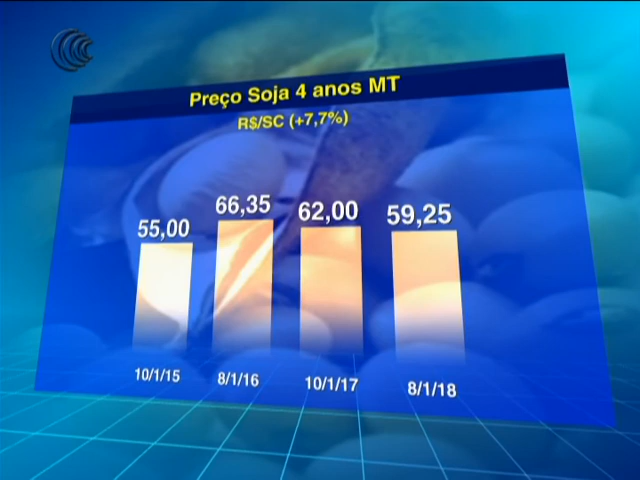 Preço Soja 4 anos MT
R$/SC (+7,7%)
55,00 66,35 62,00 59,25
10/1/15 8/1/16 10/1/17 8/1/18